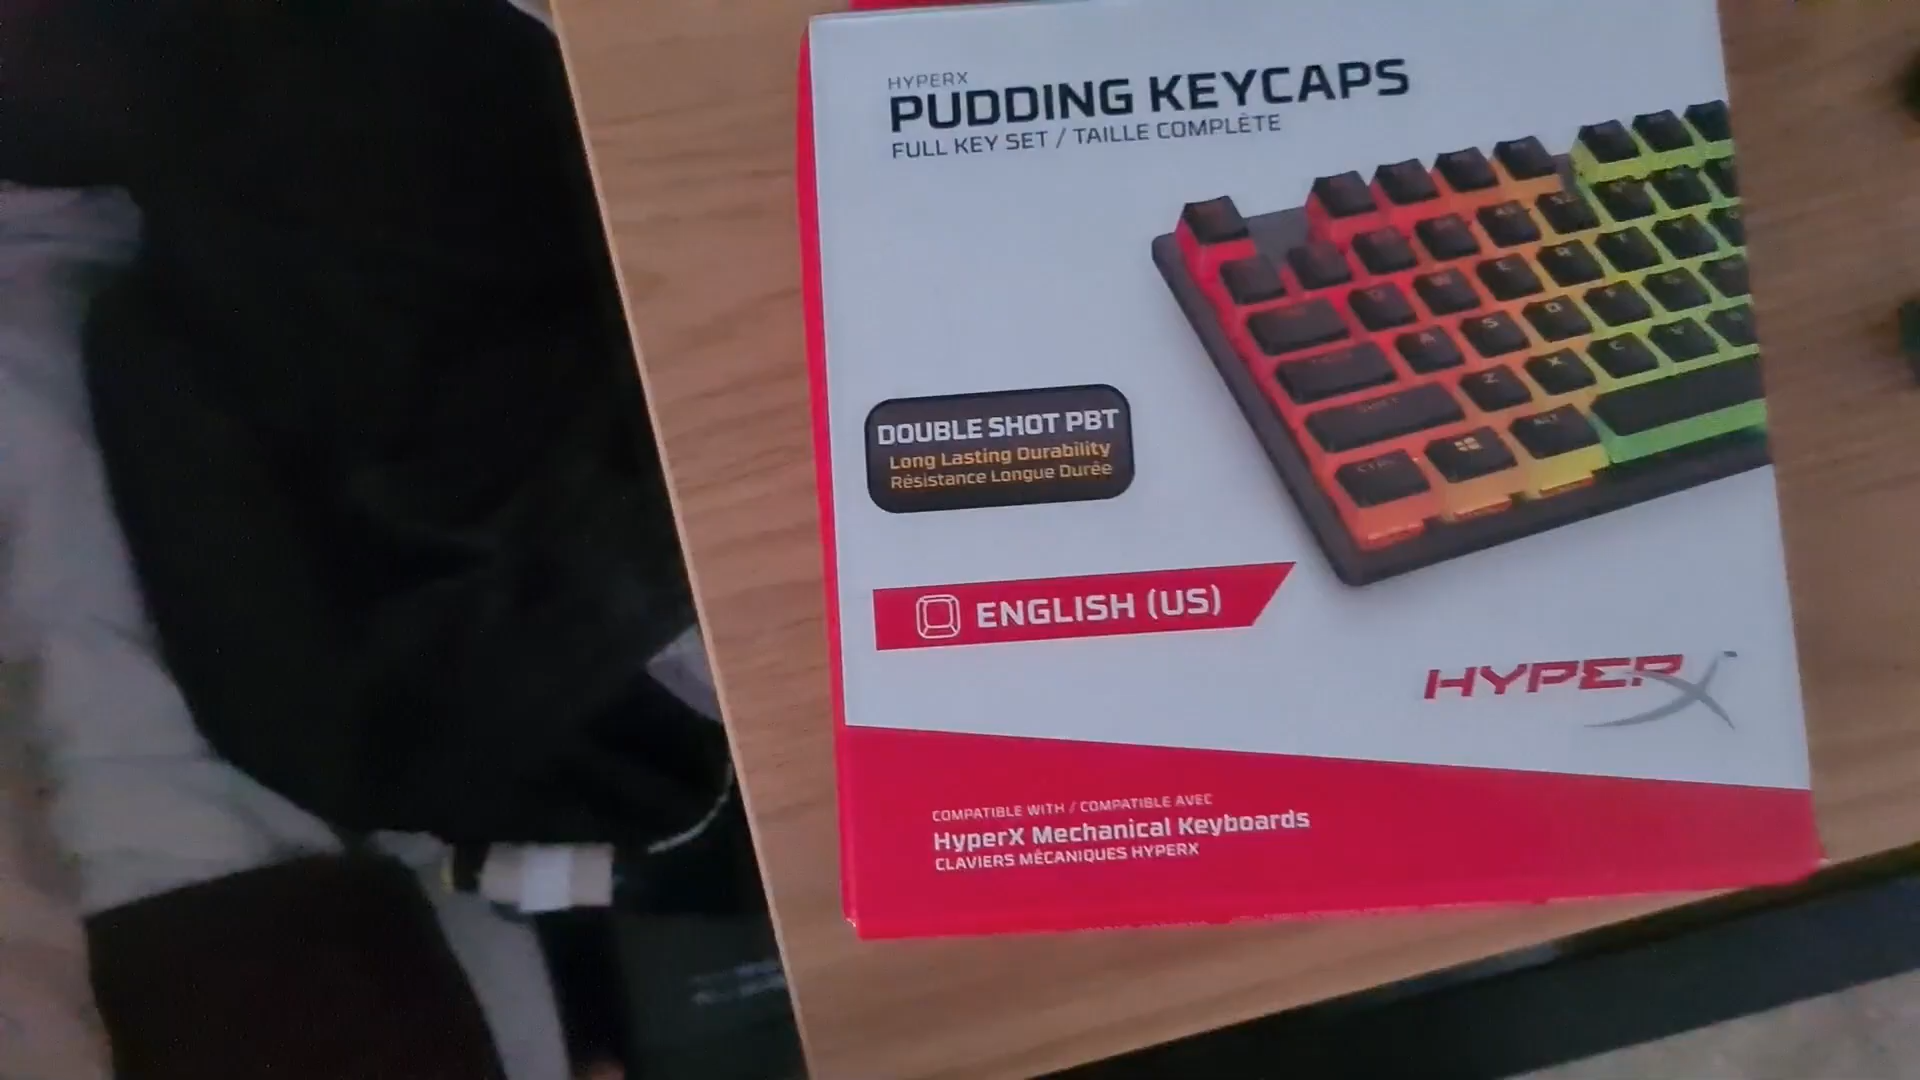 HYPERX
PUDDING KEYCAPS
FULL KEY SET / TAILLE COMPLÈTE
DOUBLE SHOT PBT
Long Lasting Durability
Résistance Longue Durée
ENGLISH (US)
HYPERX
COMPATIBLE WITH / COMPATIBLE AVEC
HyperX Mechanical Keyboards
CLAVIERS MÉCANIQUES HYPERX